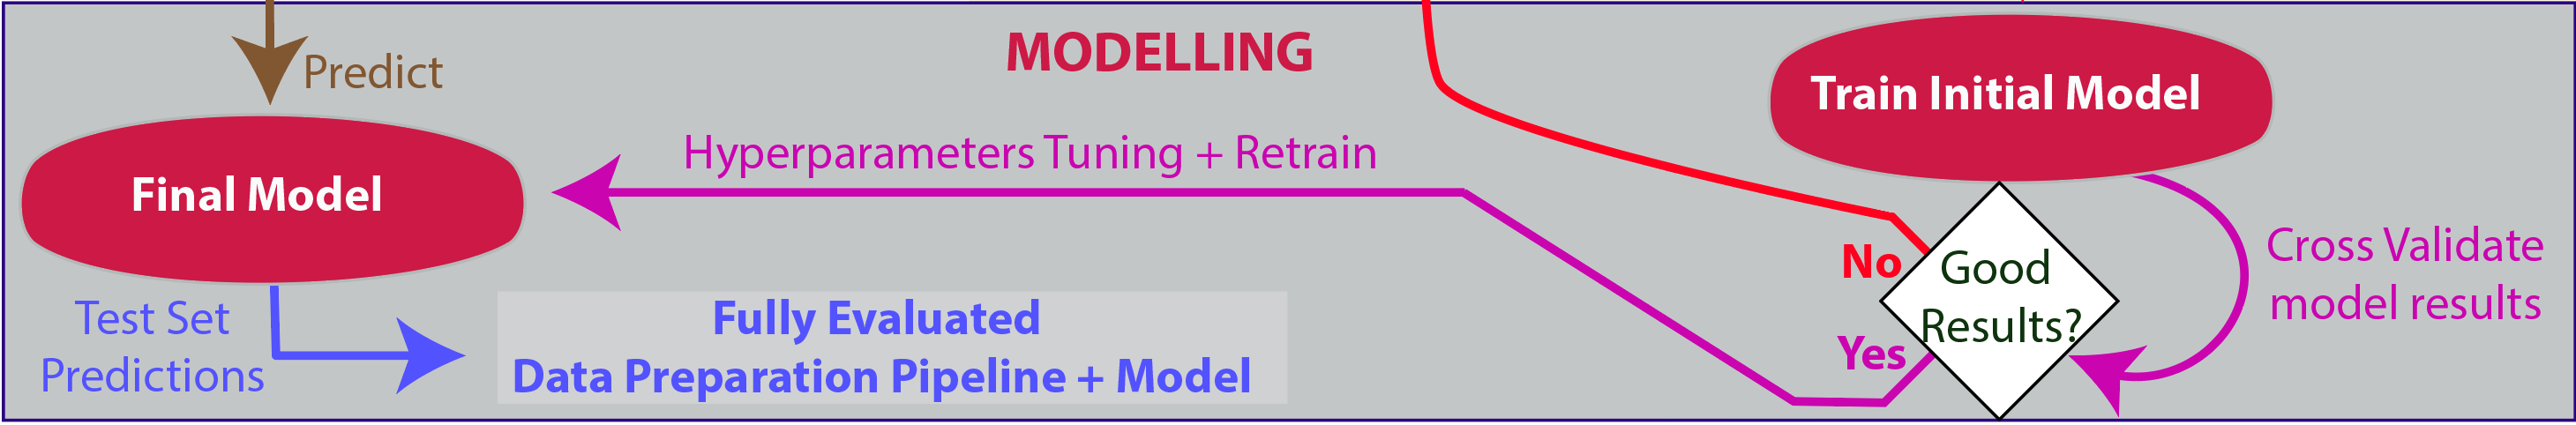 MODELLING
Predict
Train Initial Model
Hyperparameters Tuning + Retrain
Final Model
No
Good
Results?
Yes
Cross Validate
model results
Test Set
Predictions
Fully Evaluated
Data Preparation Pipeline + Model